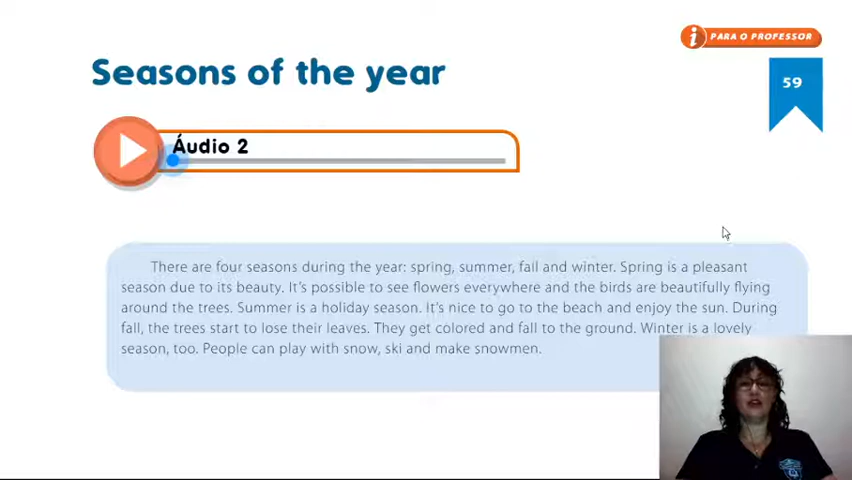 PARA O PROFESSOR
Seasons of the year
59
Áudio 2
There are four seasons during the year: spring, summer, fall and winter. Spring is a pleasant
season due to its beauty. It's possible to see flowers everywhere and the birds are beautifully flying
around the trees. Summer is a holiday season. It's nice to go to the beach and enjoy the sun. During
fall, the trees start to lose their leaves. They get colored and fall to the ground. Winter is a lovely
season, too. People can play with snow, ski and make snowmen.